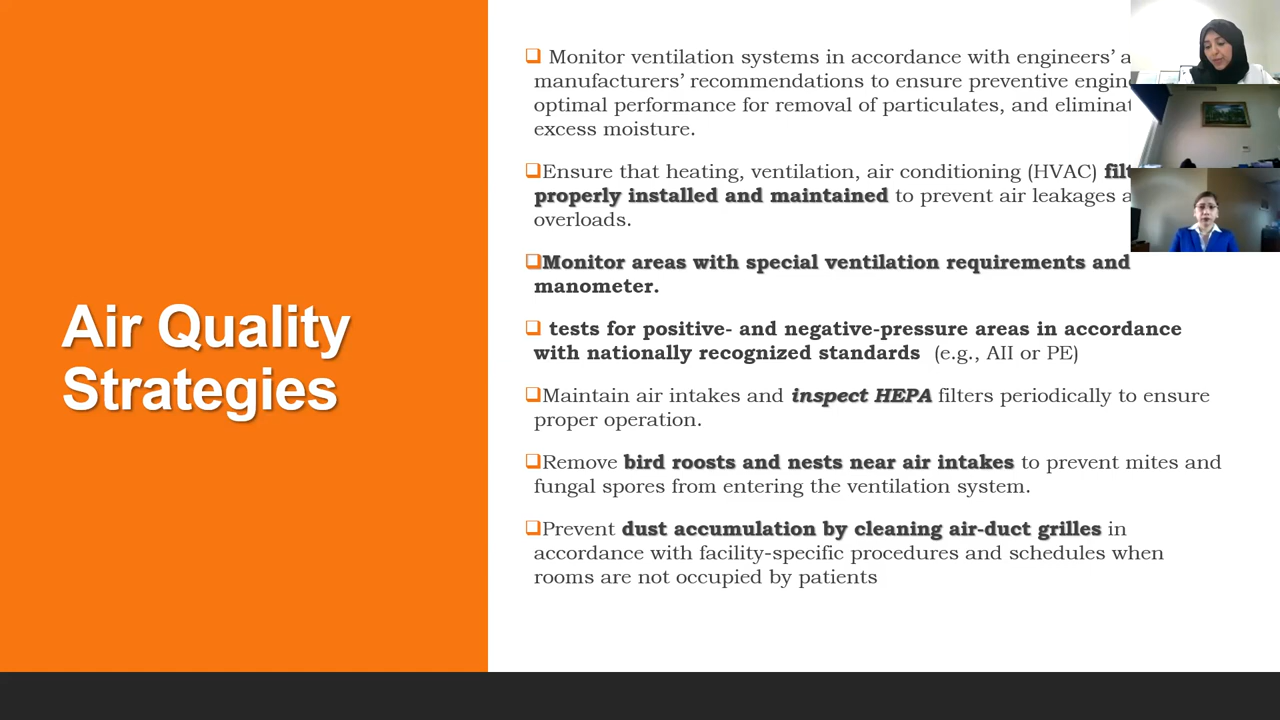 Air Quality
Strategies
Monitor ventilation systems in accordance with engineers’
manufacturers’ recommendations to ensure preventive
optimal performance for removal of particulates, and
excess moisture.
Ensure that heating, ventilation, air conditioning (HVAC)
properly installed and maintained to prevent air leakages
overloads.
Monitor areas with special ventilation requirements and
manometer.
tests for positive- and negative-pressure areas in accordance
with nationally recognized standards (e.g., AII or PE)
Maintain air intakes and inspect HEPA filters periodically to ensure
proper operation.
Remove bird roosts and nests near air intakes to prevent mites and
fungal spores from entering the ventilation system.
Prevent dust accumulation by cleaning air-duct grilles in
accordance with facility-specific procedures and schedules when
rooms are not occupied by patients